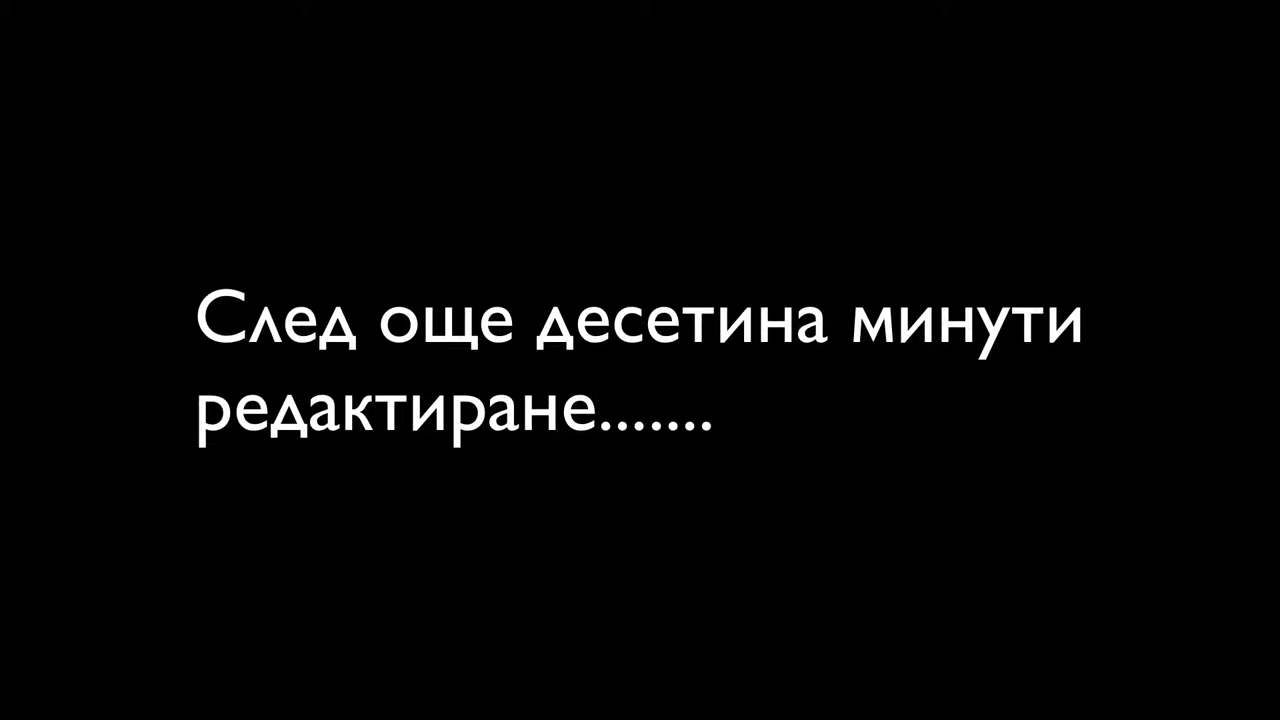 След още десетина минути
редактиране.......